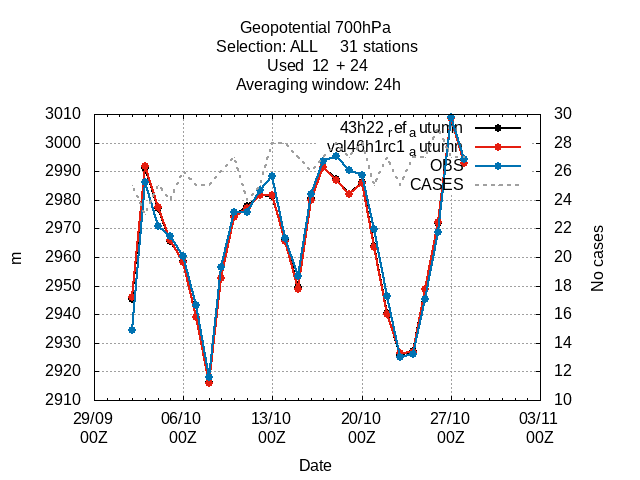 Geopotential 700hPa
Selection: ALL 31 stations
Used 12 + 24
Averaging window: 24h
43h22_ref_autumn
val46h1rc1_autumn
OBS
CASES
3010
3000
2990
2980
2970
2960
2950
2940
2930
2920
2910
m
30
28
26
24
22
20
18
16
14
12
10
No cases
29/09 06/10 13/10 20/10 27/10 03/11
00Z 00Z 00Z 00Z 00Z 00Z
Date